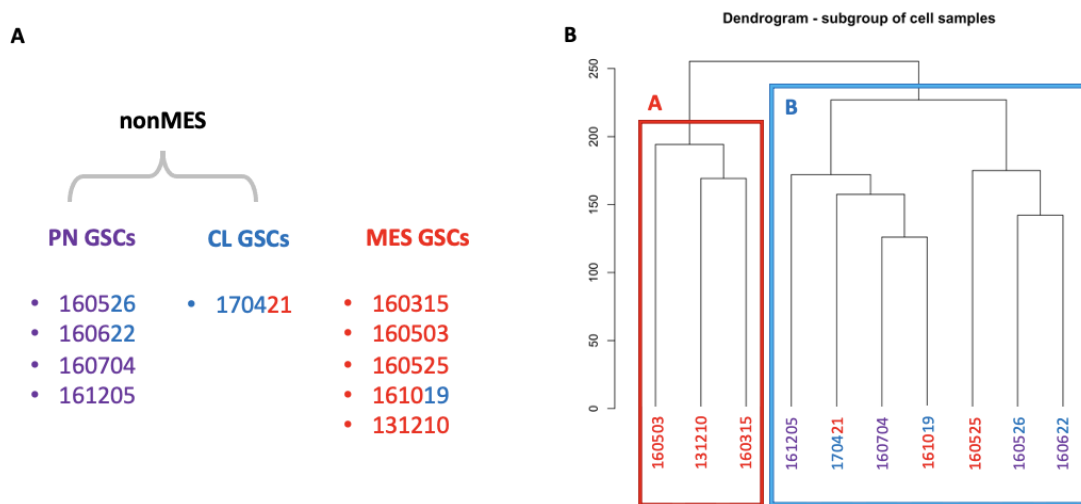 A
nonMES
PN GSCs
CL GSCs
MES GSCs
• 160526
• 160622
• 160704
• 161205
• 170421
• 160315
• 160503
• 160525
• 161019
• 131210
Dendrogram - subgroup of cell samples
B
250
200
150
100
50
0
A
B
160503
131210
160315
161205
170421
160704
161019
160525
160526
160622